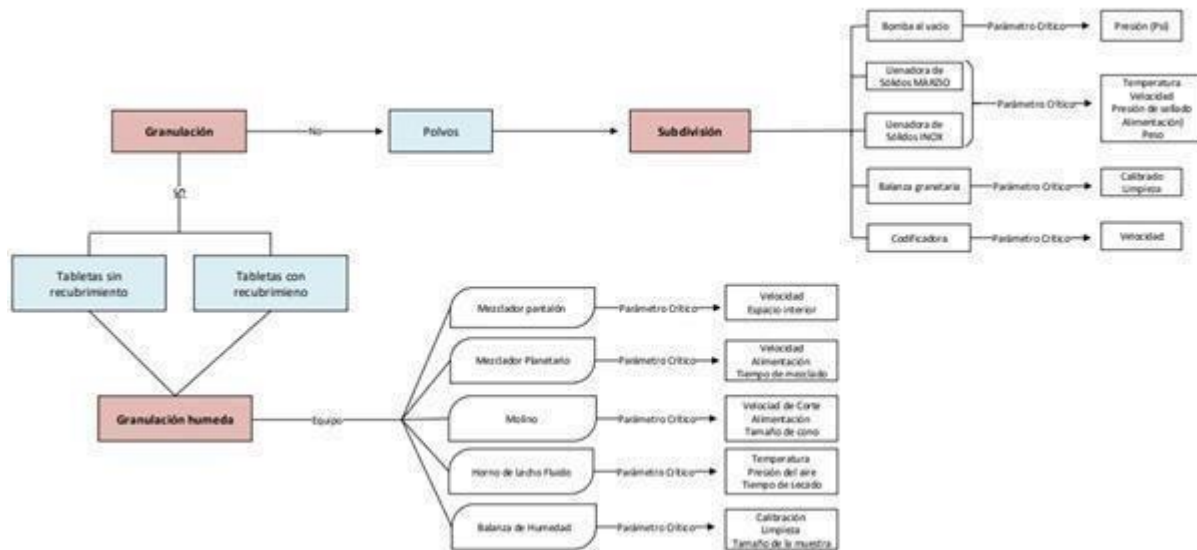 Bomba al vacio
Parámetro Crítico
Presión (Psi)
Llenadora de
Sólidos MARZIO
Llenadora de
Sólidos INOX
Parámetro Crítico
Temperatura
Velocidad
Presión de sellado
Alimentación)
Peso
Granulación
No
Polvos
Subdivisión
Balanza granetaria
Parámetro Crítico
Calibrado
Limpieza
Codificadora
Parámetro Crítico
Velocidad
Tabletas sin
recubrimiento
Tabletas con
recubrimieno
Mezclador pantalón
Parámetro Crítico
Velocidad
Espacio interior
Mezclador Planetario
Parámetro Crítico
Velocidad
Alimentación
Tiempo de mezclado
Granulación humeda
Equipo
Molino
Parámetro Crítico
Velociad de Corte
Alimentación
Tamaño de cono
Horno de Lecho Fluido
Parámetro Crítico
Temperatura
Presión del aire
Tiempo de secado
Balanza de Humedad
Parámetro Crítico
Calibración
Limpieza
Tamaño de la muestra